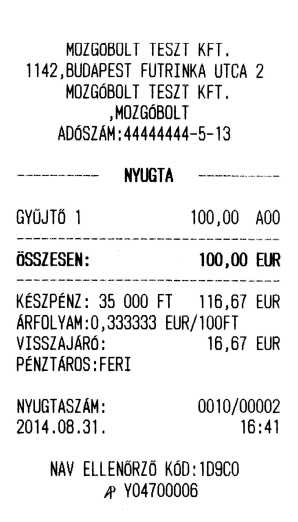 MOZGÓBOLT TESZT KFT.
1142,BUDAPEST FUTRINKA UTCA 2
MOZGÓBOLT TESZT KFT.
,MOZGÓBOLT
ADÓSZÁM:44444444-5-13
---------- NYUGTA ----------
GYŰJTŐ 1 100,00 A00
ÖSSZESEN: 100,00 EUR
KÉSZPÉNZ: 35 000 FT 116,67 EUR
ÁRFOLYAM:0,333333 EUR/100FT
VISSZAJÁRÓ: 16,67 EUR
PÉNZTÁROS:FERI
NYUGTASZÁM: 0010/00002
2014.08.31. 16:41
NAV ELLENŐRZŐ KÓD:1D9C0
AP Y04700006